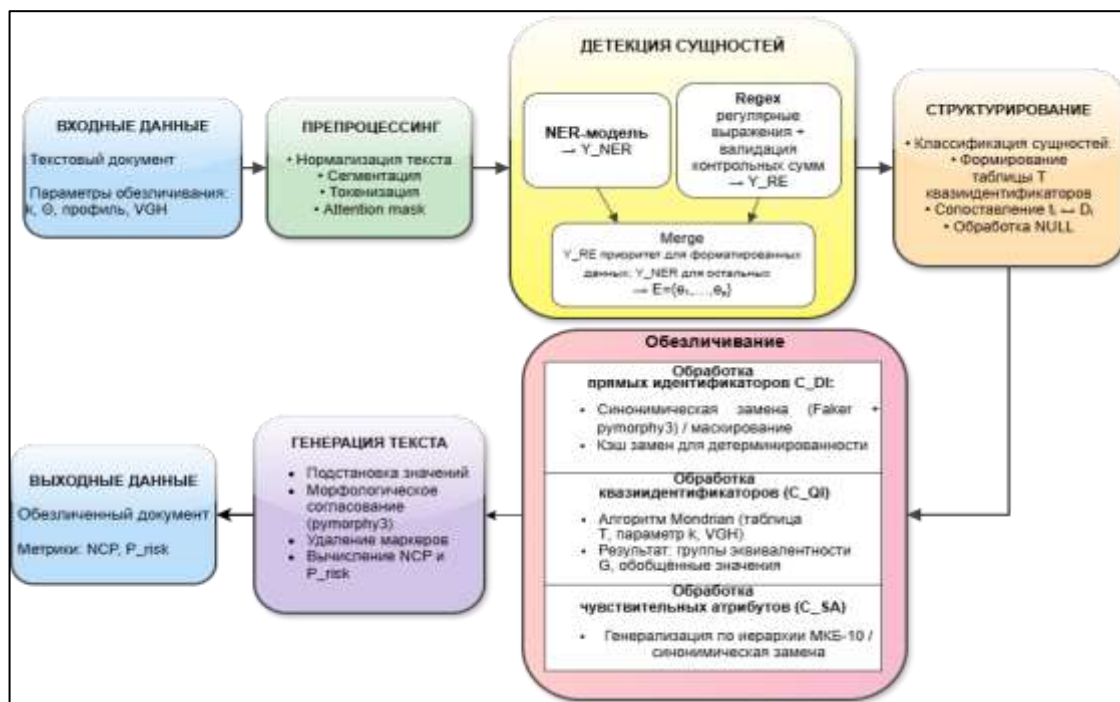 ВХОДНЫЕ ДАННЫЕ
Текстовый документ
Параметры обезличивания:
k, Θ, профиль, VGH
ПРЕПРОЦЕССИНГ
• Нормализация текста
• Сегментация
• Токенизация
• Attention mask
ДЕТЕКЦИЯ СУЩНОСТЕЙ
NER-модель
→ Y_NER
Regex
регулярные
выражения +
валидация
контрольных сумм
→ Y_RE
Merge
Y_RE приоритет для форматированных
данных: Y_NER для остальных
СТРУКТУРИРОВАНИЕ
• Классификация сущностей:
• Формирование
таблицы T
квазиидентификаторов
• Сопоставление
• Обработка NULL
Обезличивание
Обработка
прямых идентификаторов C_DI:
• Синонимическая замена (Faker +
pymorphy3) / маскирование
• Кэш замен для детерминированности
Обработка
квазиидентификаторов (C_QI)
• Алгоритм Mondrian (таблица
T, параметр k, VGH)
• Результат: группы эквивалентности
G, обобщённые значения
Обработка
чувствительных атрибутов (C_SA)
• Генерализация по иерархии МКБ-10 /
синонимическая замена
ГЕНЕРАЦИЯ ТЕКСТА
• Подстановка значений
• Морфологическое
согласование
(pymorphy3)
• Удаление маркеров
• Вычисление NCP и
P_risk
ВЫХОДНЫЕ ДАННЫЕ
Обезличенный документ
Метрики: NCP, P_risk